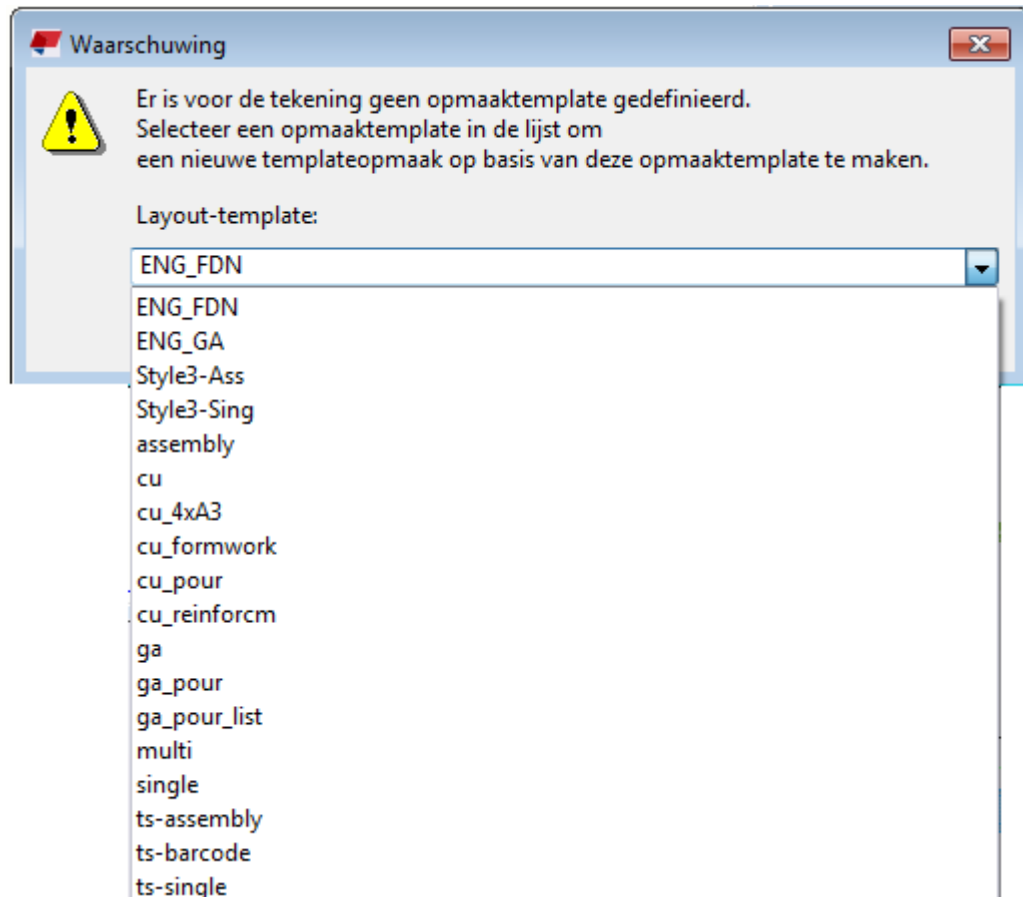 Waarschuwing
Er is voor de tekening geen opmaaktemplate gedefinieerd.
Selecteer een opmaaktemplate in de lijst om
een nieuwe templateopmaak op basis van deze opmaaktemplate te maken.
Layout-template:
ENG_FDN
ENG_FDN
ENG_GA
Style3-Ass
Style3-Sing
assembly
cu
cu_4xA3
cu_formwork
cu_pour
cu_reinforcm
ga
ga_pour
ga_pour_list
multi
single
ts-assembly
ts-barcode
ts-single